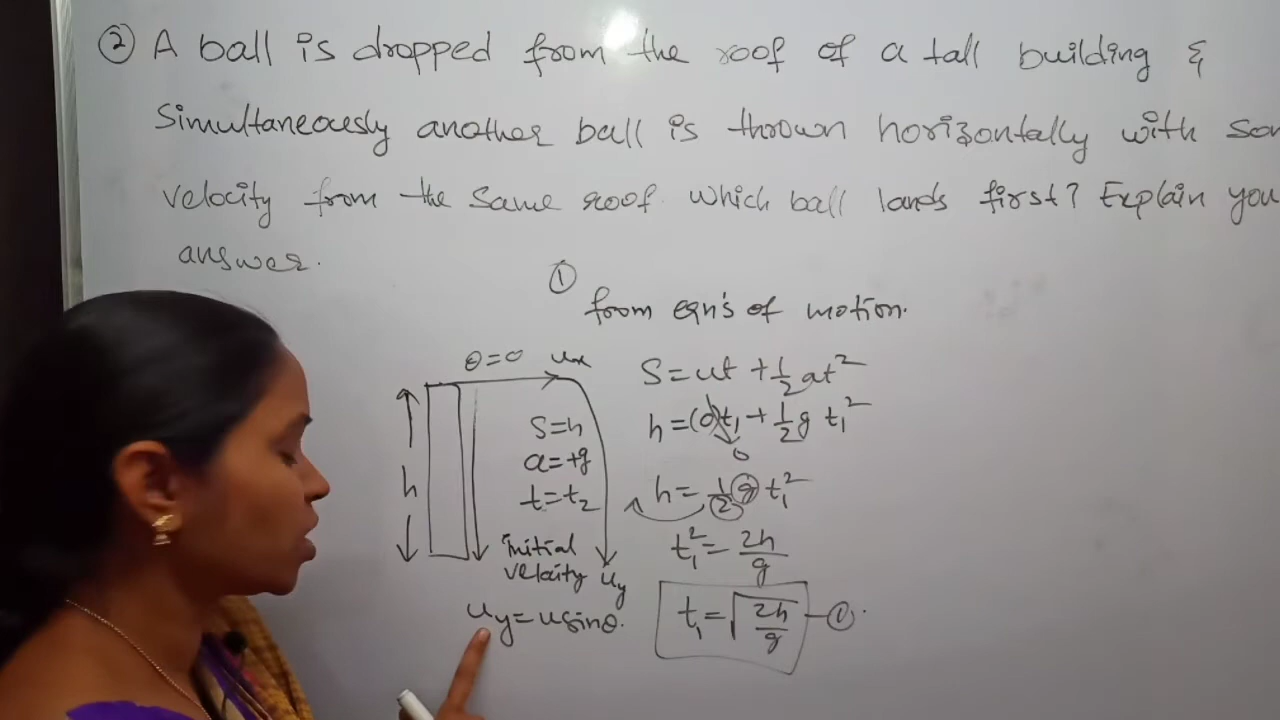 ② A ball is dropped from the roof of a tall building &
Simultaneously another ball is thrown horizontally with
velocity from the same roof. Which ball lands first? Explain you
answer.
①
from eqn's of motion.
θ=0 uₓ
h
S=h
a=+g
t=t₂
initial
velocity uy
uy=u sinθ.
S=ut+½at²
h=(0)t₁+½g t₁²
0
h=½g t₁²
t₁²=2h/g
t₁=√2h/g —①.